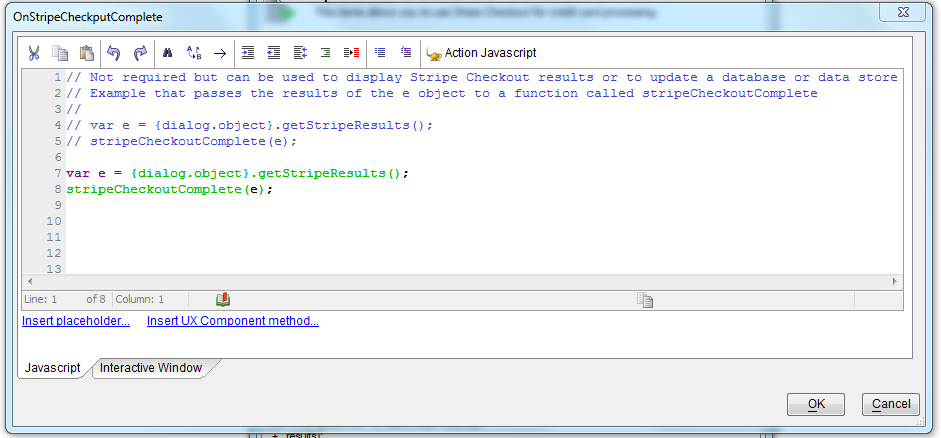 This Genie allows you to use Stripe Checkout for credit card processing.
OnStripeCheckputComplete
Action Javascript
1 // Not required but can be used to display Stripe Checkout results or to update a database or data store
2 // Example that passes the results of the e object to a function called stripeCheckoutComplete
3 //
4 // var e = {dialog.object}.getStripeResults();
5 // stripeCheckoutComplete(e);
6
7 var e = {dialog.object}.getStripeResults();
8 stripeCheckoutComplete(e);
9
10
11
12
13
Line: 1 of 8 Column: 1
Insert placeholder... Insert UX Component method...
Javascript Interactive Window
OK Cancel